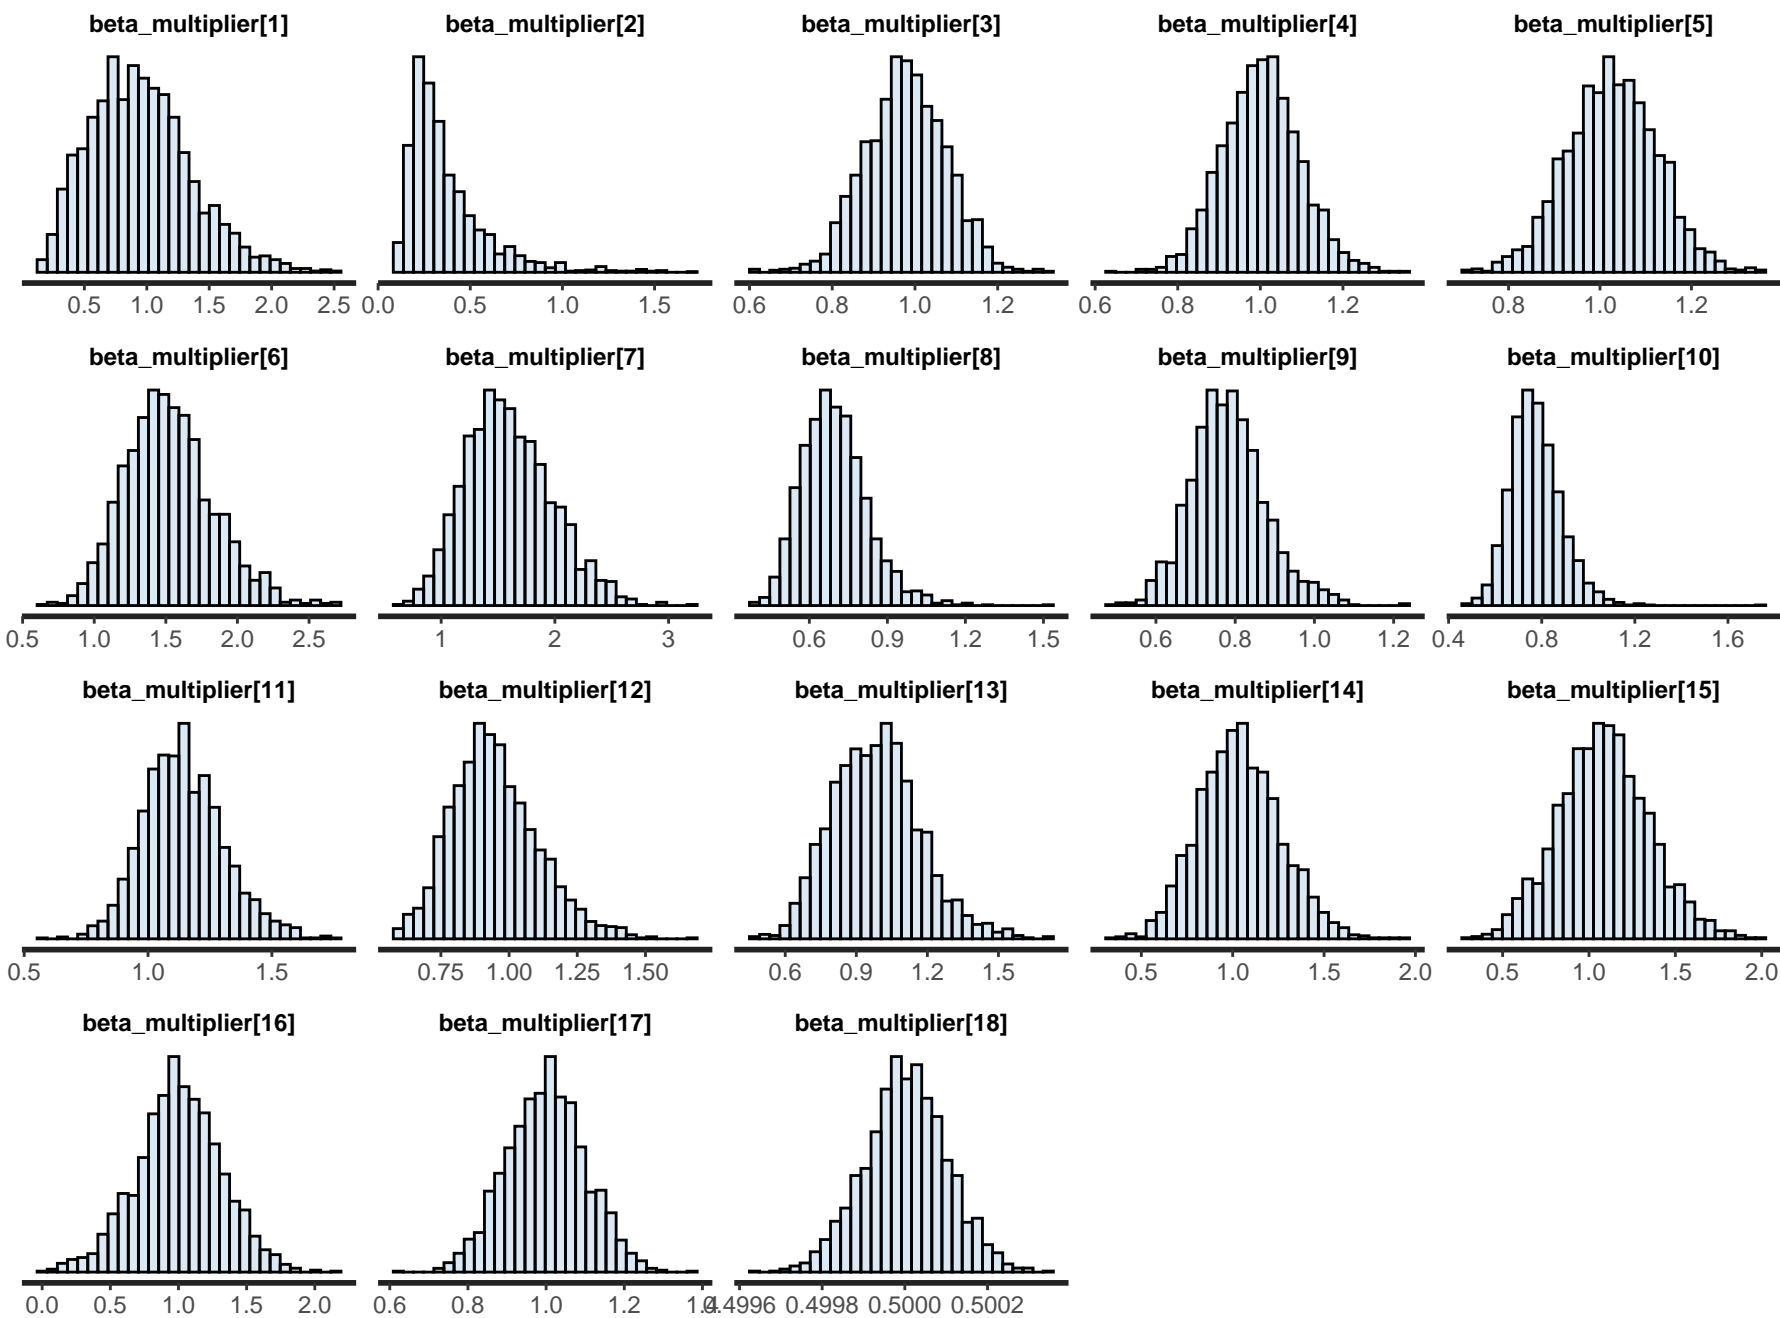 beta_multiplier[1] beta_multiplier[2] beta_multiplier[3] beta_multiplier[4] beta_multiplier[5]
0.5 1.0 1.5 2.0 2.5 0.0 0.5 1.0 1.5 0.6 0.8 1.0 1.2 0.6 0.8 1.0 1.2 0.8 1.0 1.2
beta_multiplier[6] beta_multiplier[7] beta_multiplier[8] beta_multiplier[9] beta_multiplier[10]
0.5 1.0 1.5 2.0 2.5 1 2 3 0.6 0.9 1.2 1.5 0.6 0.8 1.0 1.2 0.4 0.8 1.2 1.6
beta_multiplier[11] beta_multiplier[12] beta_multiplier[13] beta_multiplier[14] beta_multiplier[15]
0.5 1.0 1.5 0.75 1.00 1.25 1.50 0.6 0.9 1.2 1.5 0.5 1.0 1.5 2.0 0.5 1.0 1.5 2.0
beta_multiplier[16] beta_multiplier[17] beta_multiplier[18]
0.0 0.5 1.0 1.5 2.0 0.6 0.8 1.0 1.2 1.4 0.4996 0.4998 0.5000 0.5002